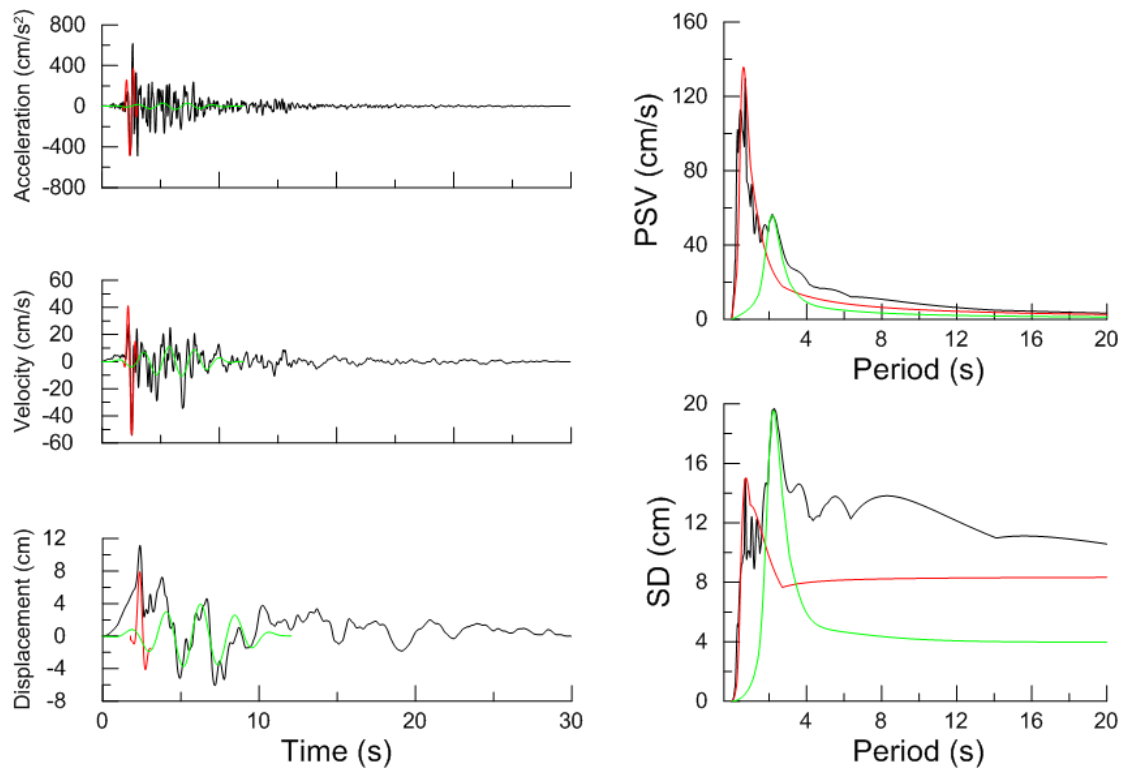 800
400
0
-400
-800
Acceleration (cm/s²)
60
40
20
0
-20
-40
-60
Velocity (cm/s)
12
8
4
0
-4
-8
Displacement (cm)
0 10 20 30
Time (s)
160
120
80
40
0
PSV (cm/s)
4 8 12 16 20
Period (s)
20
16
12
8
4
0
SD (cm)
4 8 12 16 20
Period (s)